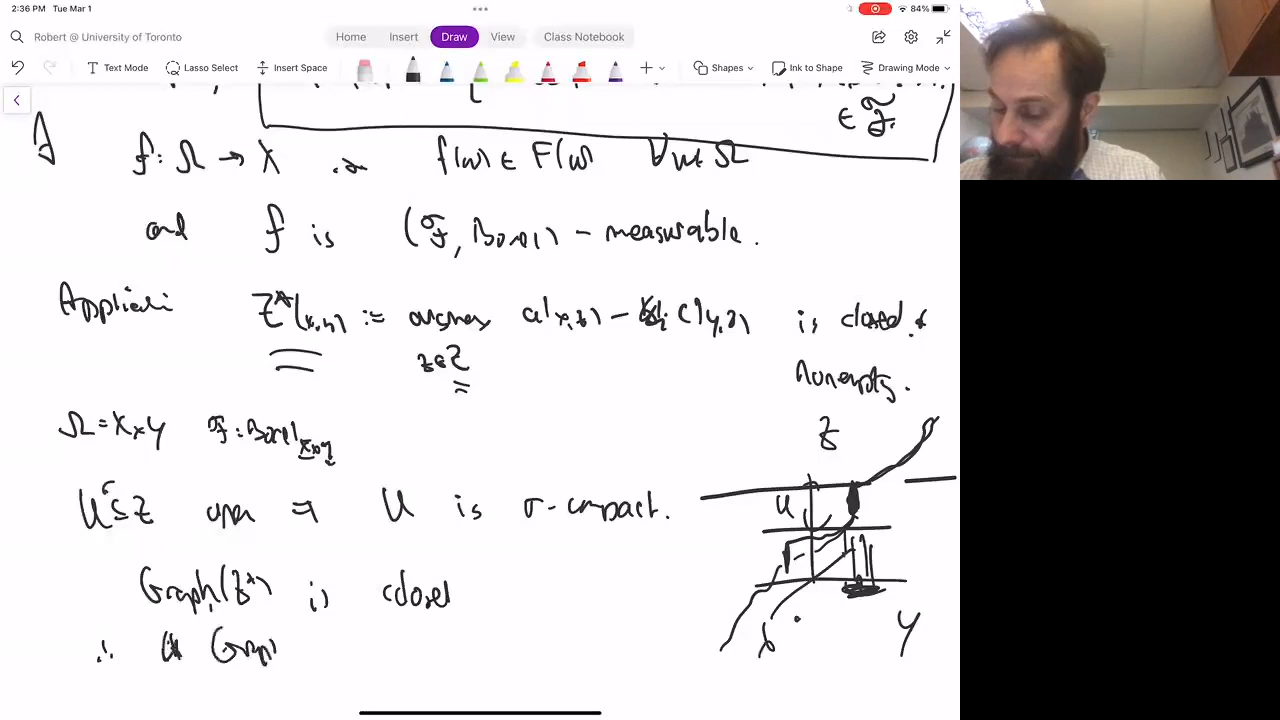 2:36 PM Tue Mar 1
84%
Robert @ University of Toronto
Home Insert Draw View Class Notebook
Text Mode Lasso Select Insert Space Shapes Ink to Shape Drawing Mode
∈ ℱ.
f: Ω → X f(ω) ∈ F(ω) ∀ω∈Ω
and f is (ℱ, Borel) - measurable.
Z*(x,y) := argmax a(x,z) - c(y,z) is closed &
z∈Z
nonempty.
Ω = X×Y ℱ = Borel X×Y
Z
U ⊆ Z open ⇒ U is σ-compact.
U
Graph(Z*) is closed
Y
∴ Grap